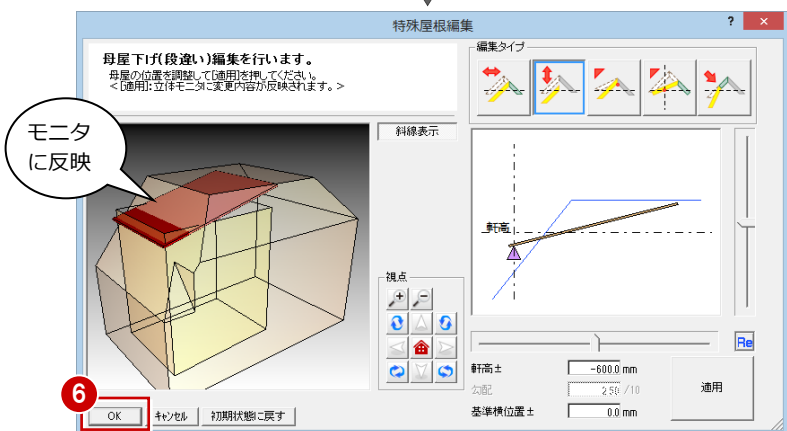 特殊屋根編集
?
×
母屋下げ(段違い)編集を行います。
母屋の位置を調整して[適用]を押してください。
<[適用]:立体モニタに変更内容が反映されます。>
編集タイプ
モニタ
に反映
斜線表示
軒高
視点
Re
軒高±
-600.0 mm
勾配
2.50 /10
基準横位置±
0.0 mm
適用
6
OK
キャンセル
初期状態に戻す